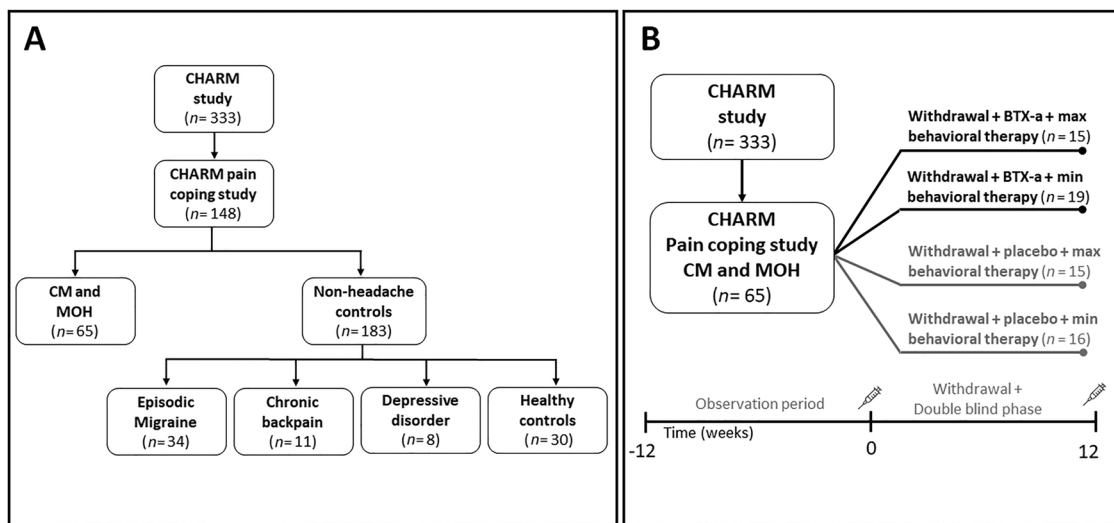 A
CHARM
study
(n= 333)
CHARM pain
coping study
(n= 148)
CM and
MOH
(n= 65)
Non-headache
controls
(n= 183)
Episodic
Migraine
(n= 34)
Chronic
backpain
(n= 11)
Depressive
disorder
(n= 8)
Healthy
controls
(n= 30)
B
CHARM
study
(n= 333)
CHARM
Pain coping study
CM and MOH
(n= 65)
Withdrawal + BTX-a + max
behavioral therapy (n = 15)
Withdrawal + BTX-a + min
behavioral therapy (n = 19)
Withdrawal + placebo + max
behavioral therapy (n = 15)
Withdrawal + placebo + min
behavioral therapy (n = 16)
Observation period
Withdrawal +
Double blind phase
Time (weeks)
-12
0
12